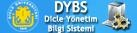 DYBS
Dicle Yönetim
Bilgi Sistemi